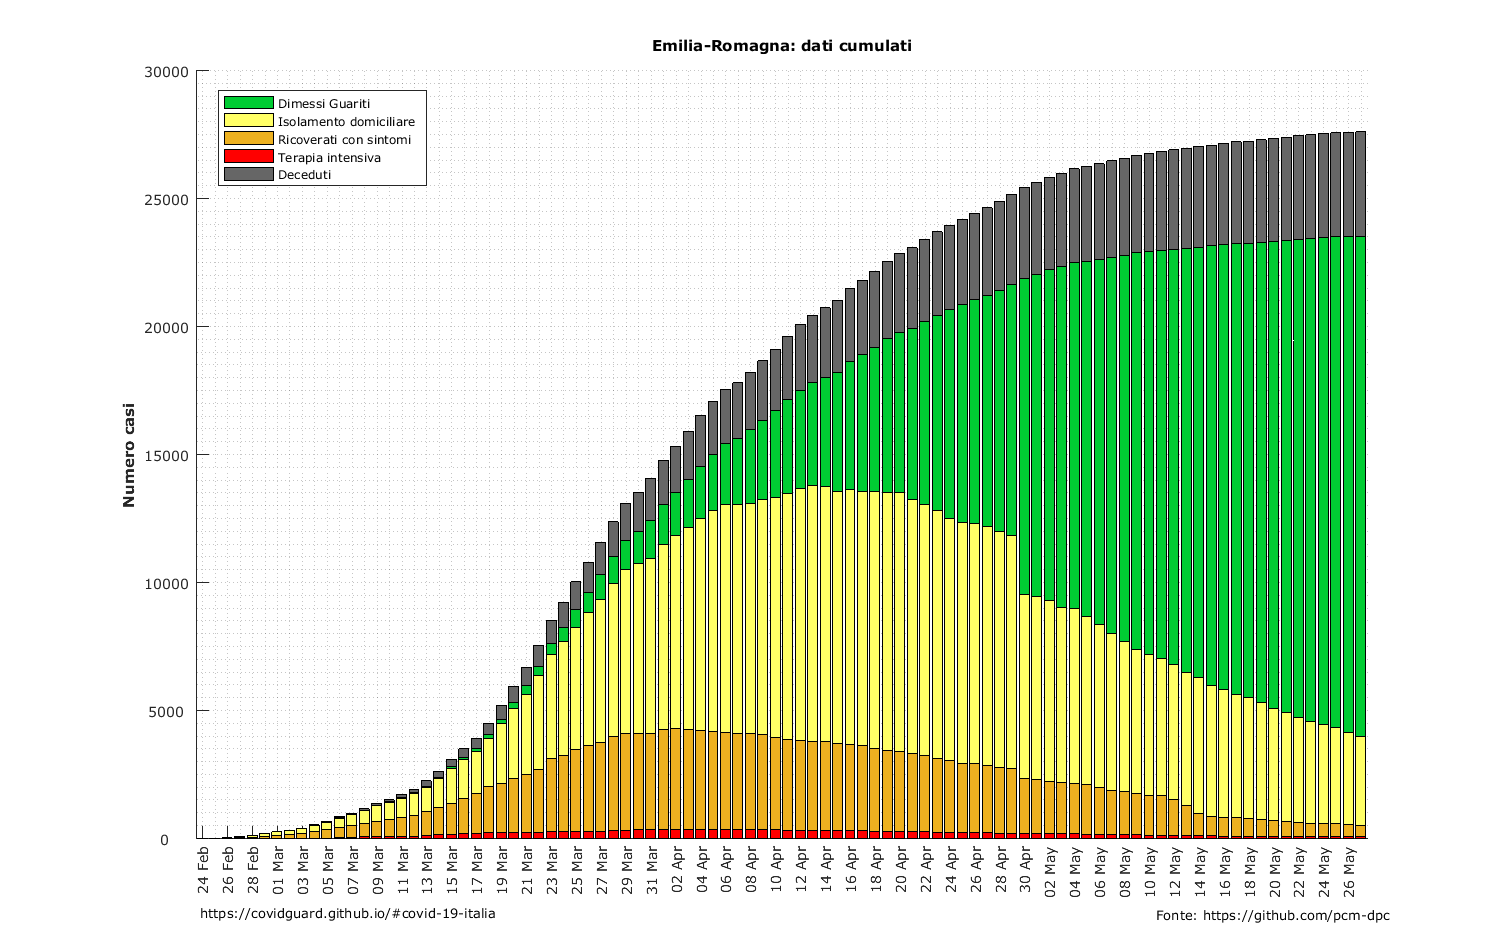 Emilia-Romagna: dati cumulati
30000
25000
20000
15000
10000
5000
0
Numero casi
Dimessi Guariti
Isolamento domiciliare
Ricoverati con sintomi
Terapia intensiva
Deceduti
24 Feb
26 Feb
28 Feb
01 Mar
03 Mar
05 Mar
07 Mar
09 Mar
11 Mar
13 Mar
15 Mar
17 Mar
19 Mar
21 Mar
23 Mar
25 Mar
27 Mar
29 Mar
31 Mar
02 Apr
04 Apr
06 Apr
08 Apr
10 Apr
12 Apr
14 Apr
16 Apr
18 Apr
20 Apr
22 Apr
24 Apr
26 Apr
28 Apr
30 Apr
02 May
04 May
06 May
08 May
10 May
12 May
14 May
16 May
18 May
20 May
22 May
24 May
26 May
https://covidguard.github.io/#covid-19-italia
Fonte: https://github.com/pcm-dpc